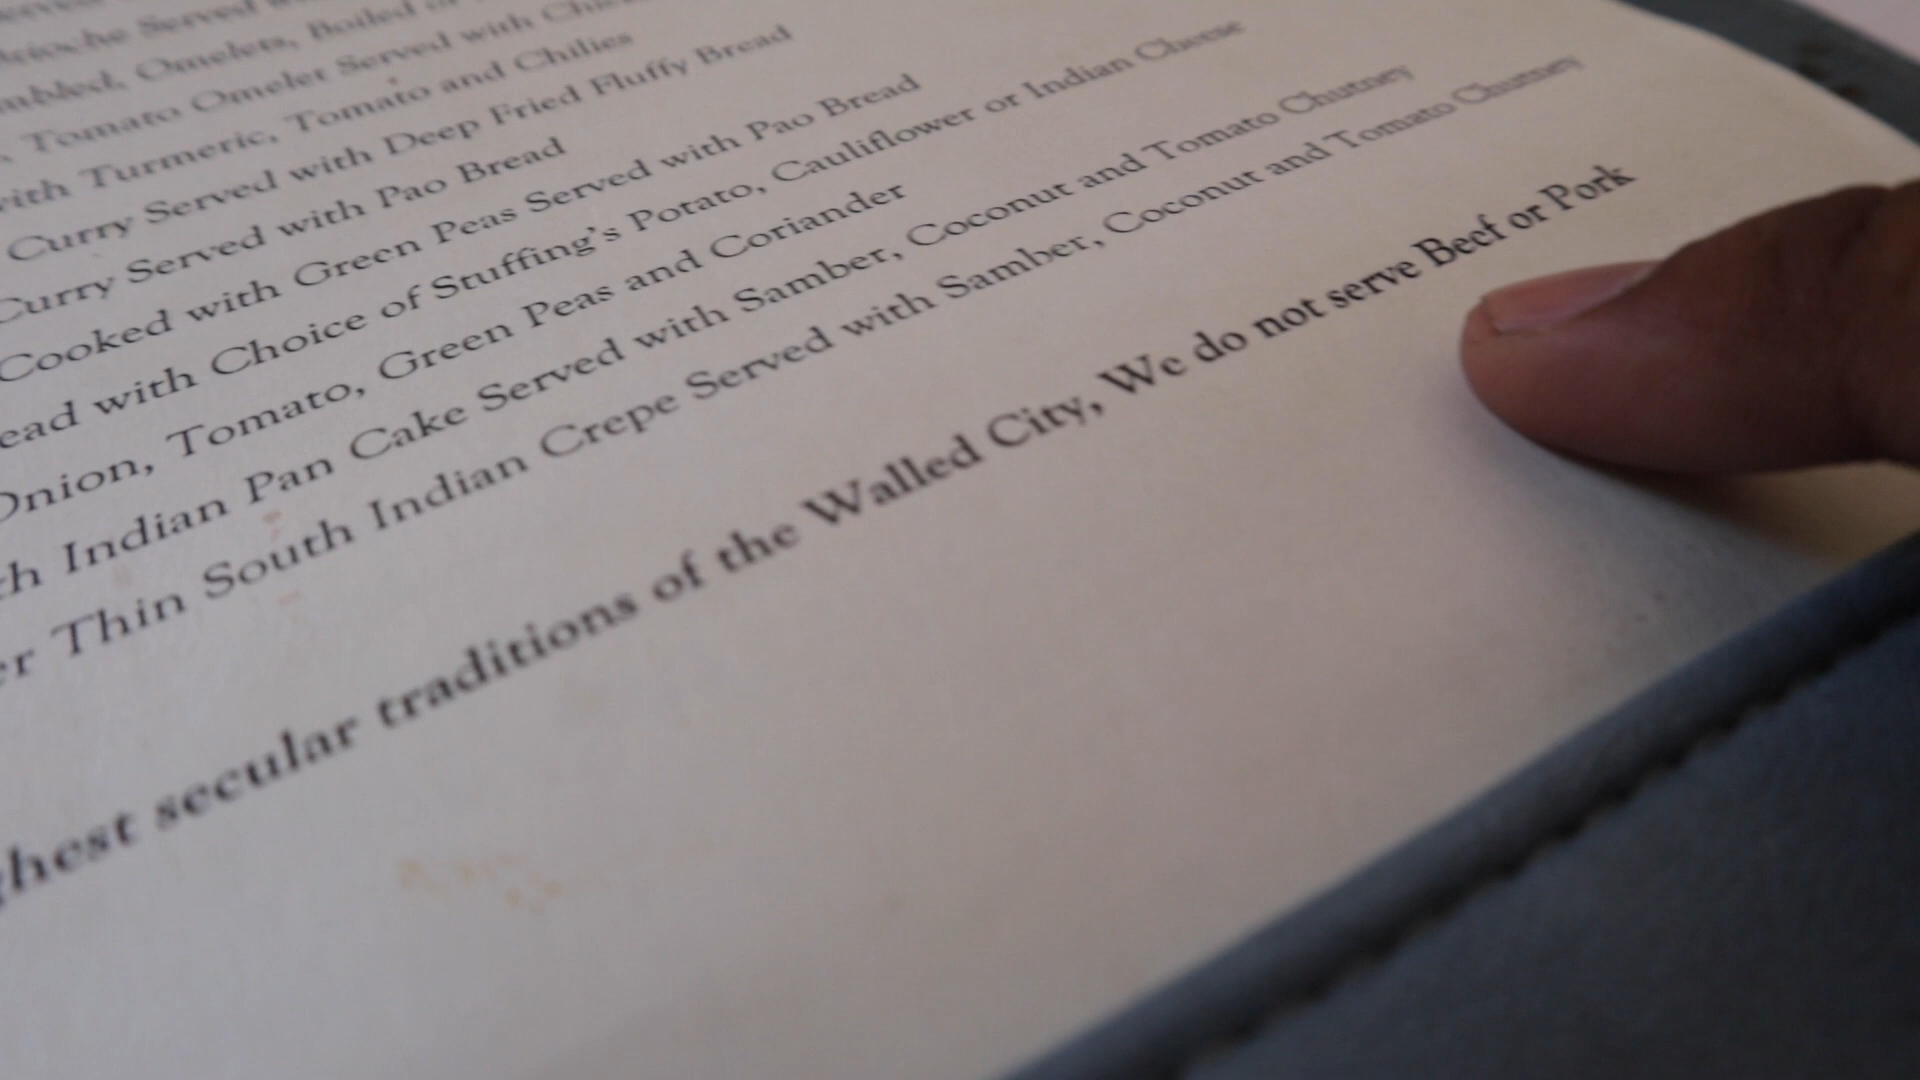 Brioche Served
Omelets, Boiled or
Tomato Omelet Served with
with Turmeric, Tomato and Chilies
Curry Served with Deep Fried Fluffy Bread
Curry Served with Pao Bread
Cooked with Green Peas Served with Pao Bread
with Choice of Stuffing's Potato, Cauliflower or Indian Cheese
Onion, Tomato, Green Peas and Coriander
Indian Pan Cake Served with Samber, Coconut and Tomato Chutney
Thin South Indian Crepe Served with Samber, Coconut and Tomato Chutney
secular traditions of the Walled City, We do not serve Beef or Pork